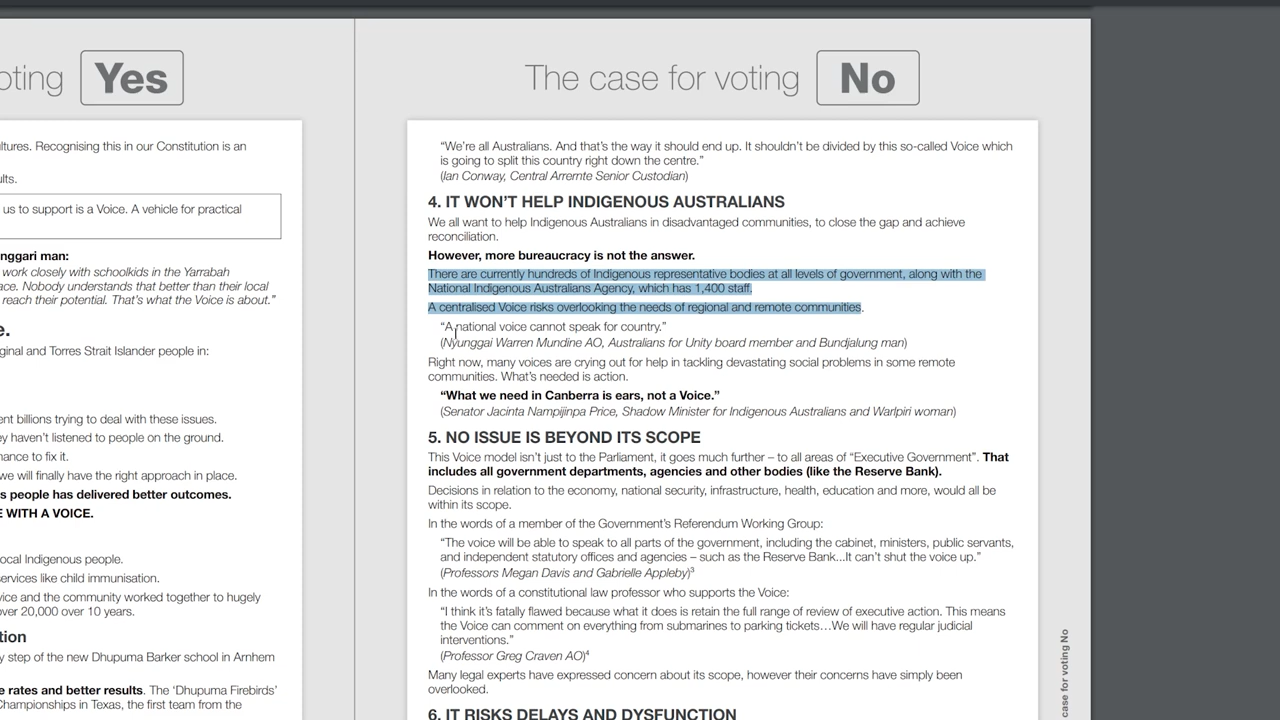 oting Yes
ltures. Recognising this in our Constitution is an
ults.
us to support is a Voice. A vehicle for practical
nggari man:
work closely with schoolkids in the Yarrabah
ace. Nobody understands that better than their local
reach their potential. That's what the Voice is about."
e.
ginal and Torres Strait Islander people in:
ent billions trying to deal with these issues.
ey haven't listened to people on the ground.
hance to fix it.
we will finally have the right approach in place.
s people has delivered better outcomes.
E WITH A VOICE.
ocal Indigenous people.
services like child immunisation.
vice and the community worked together to hugely
over 20,000 over 10 years.
tion
y step of the new Dhupuma Barker school in Arnhem
e rates and better results. The 'Dhupuma Firebirds'
Championships in Texas, the first team from the
The case for voting No
"We're all Australians. And that's the way it should end up. It shouldn't be divided by this so-called Voice which
is going to split this country right down the centre."
(Ian Conway, Central Arrernte Senior Custodian)
4. IT WON'T HELP INDIGENOUS AUSTRALIANS
We all want to help Indigenous Australians in disadvantaged communities, to close the gap and achieve
reconciliation.
However, more bureaucracy is not the answer.
There are currently hundreds of Indigenous representative bodies at all levels of government, along with the
National Indigenous Australians Agency, which has 1,400 staff.
A centralised Voice risks overlooking the needs of regional and remote communities.
"A national voice cannot speak for country."
(Nyunggai Warren Mundine AO, Australians for Unity board member and Bundjalung man)
Right now, many voices are crying out for help in tackling devastating social problems in some remote
communities. What's needed is action.
"What we need in Canberra is ears, not a Voice."
(Senator Jacinta Nampijinpa Price, Shadow Minister for Indigenous Australians and Warlpiri woman)
5. NO ISSUE IS BEYOND ITS SCOPE
This Voice model isn't just to the Parliament, it goes much further – to all areas of "Executive Government". That
includes all government departments, agencies and other bodies (like the Reserve Bank).
Decisions in relation to the economy, national security, infrastructure, health, education and more, would all be
within its scope.
In the words of a member of the Government's Referendum Working Group:
"The voice will be able to speak to all parts of the government, including the cabinet, ministers, public servants,
and independent statutory offices and agencies – such as the Reserve Bank...It can't shut the voice up."
(Professors Megan Davis and Gabrielle Appleby)³
In the words of a constitutional law professor who supports the Voice:
"I think it's fatally flawed because what it does is retain the full range of review of executive action. This means
the Voice can comment on everything from submarines to parking tickets…We will have regular judicial
interventions."
(Professor Greg Craven AO)⁴
Many legal experts have expressed concern about its scope, however their concerns have simply been
overlooked.
6. IT RISKS DELAYS AND DYSFUNCTION
case for voting No